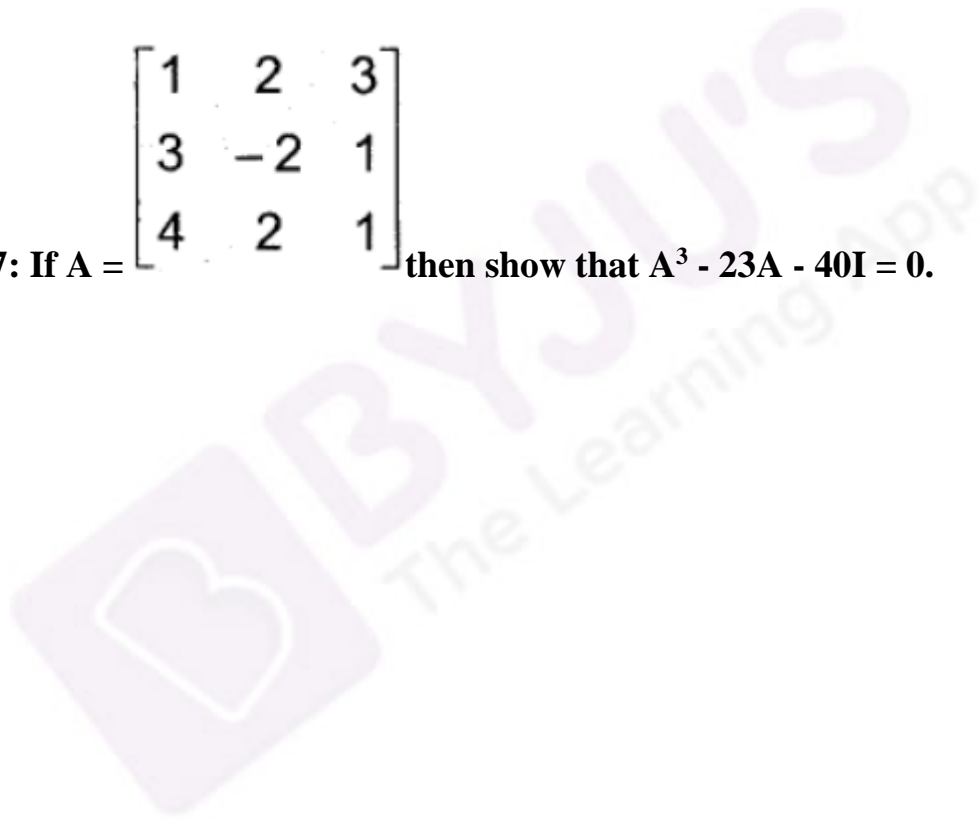 1 2 3
3 -2 1
4 2 1
7: If A = then show that A³ - 23A - 40I = 0.
BYJU'S
The Learning App